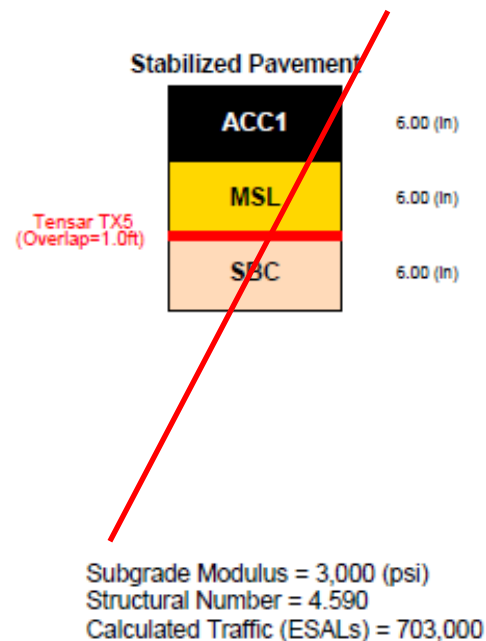 Stabilized Pavement
ACC1
6.00 (in)
MSL
6.00 (in)
Tensar TX5
(Overlap=1.0ft)
SBC
6.00 (in)
Subgrade Modulus = 3,000 (psi)
Structural Number = 4.590
Calculated Traffic (ESALs) = 703,000